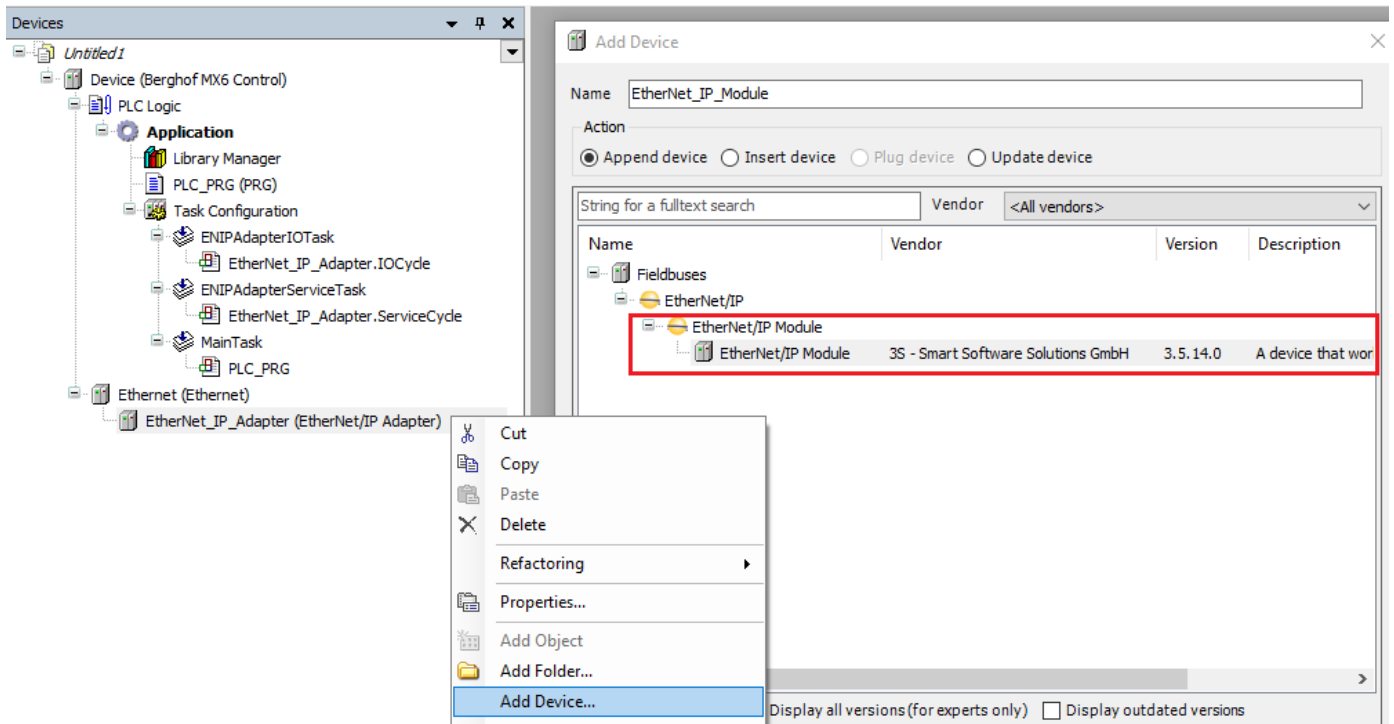 Devices
Untitled1
Device (Berghof MX6 Control)
PLC Logic
Application
Library Manager
PLC_PRG (PRG)
Task Configuration
ENIPAdapterIOTask
EtherNet_IP_Adapter.IOCycle
ENIPAdapterServiceTask
EtherNet_IP_Adapter.ServiceCycle
MainTask
PLC_PRG
Ethernet (Ethernet)
EtherNet_IP_Adapter (EtherNet/IP Adapter)
Cut
Copy
Paste
Delete
Refactoring
Properties...
Add Object
Add Folder...
Add Device...
Add Device
Name EtherNet_IP_Module
Action
Append device Insert device Plug device Update device
String for a fulltext search Vendor <All vendors>
Name Vendor Version Description
Fieldbuses
EtherNet/IP
EtherNet/IP Module
EtherNet/IP Module 3S - Smart Software Solutions GmbH 3.5.14.0 A device that wor
Display all versions (for experts only) Display outdated versions